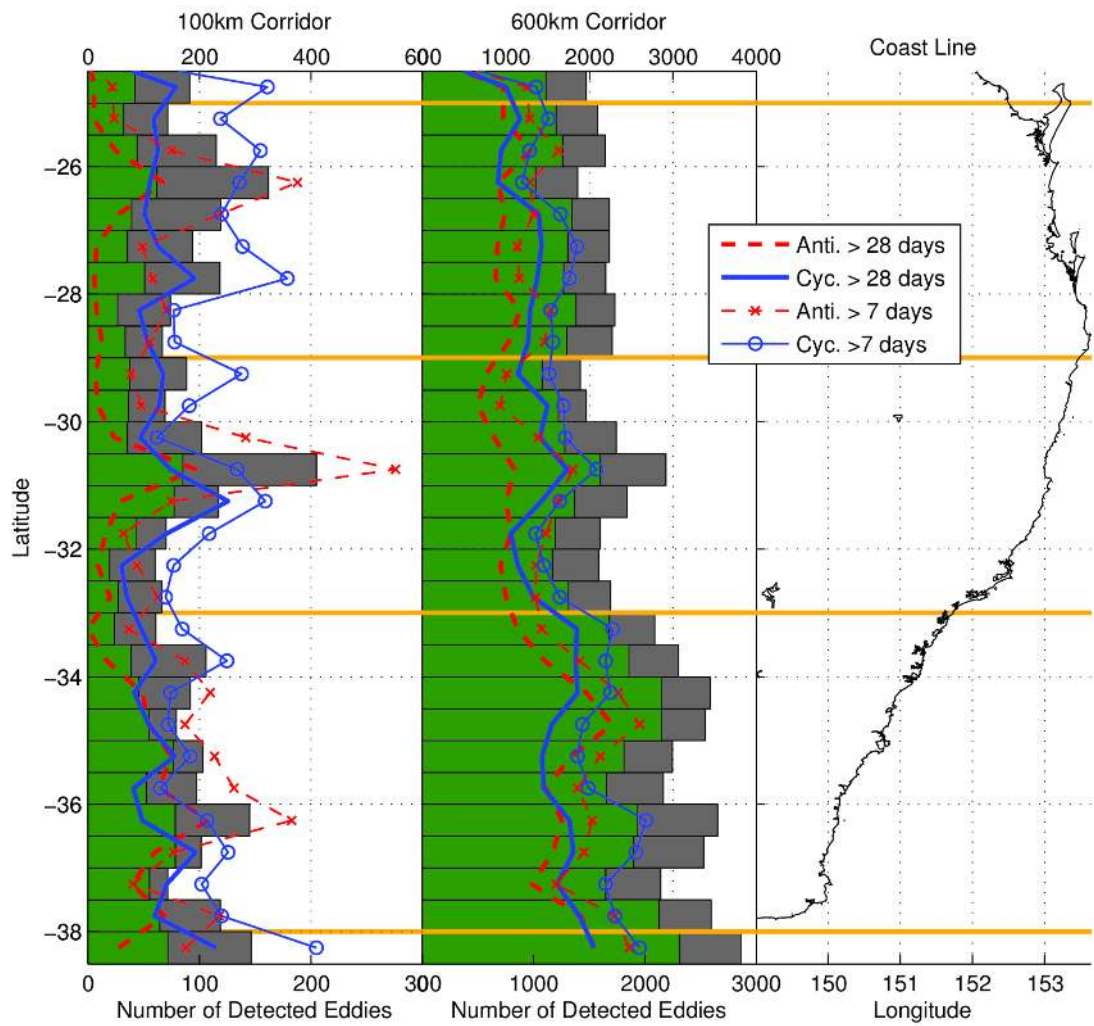 100km Corridor
600km Corridor
Coast Line
0 200 400 600
1000 2000 3000 4000
−26
−28
−30
−32
−34
−36
−38
Latitude
Anti. > 28 days
Cyc. > 28 days
Anti. > 7 days
Cyc. >7 days
0 100 200 300
1000 2000 3000
150 151 152 153
Number of Detected Eddies
Number of Detected Eddies
Longitude